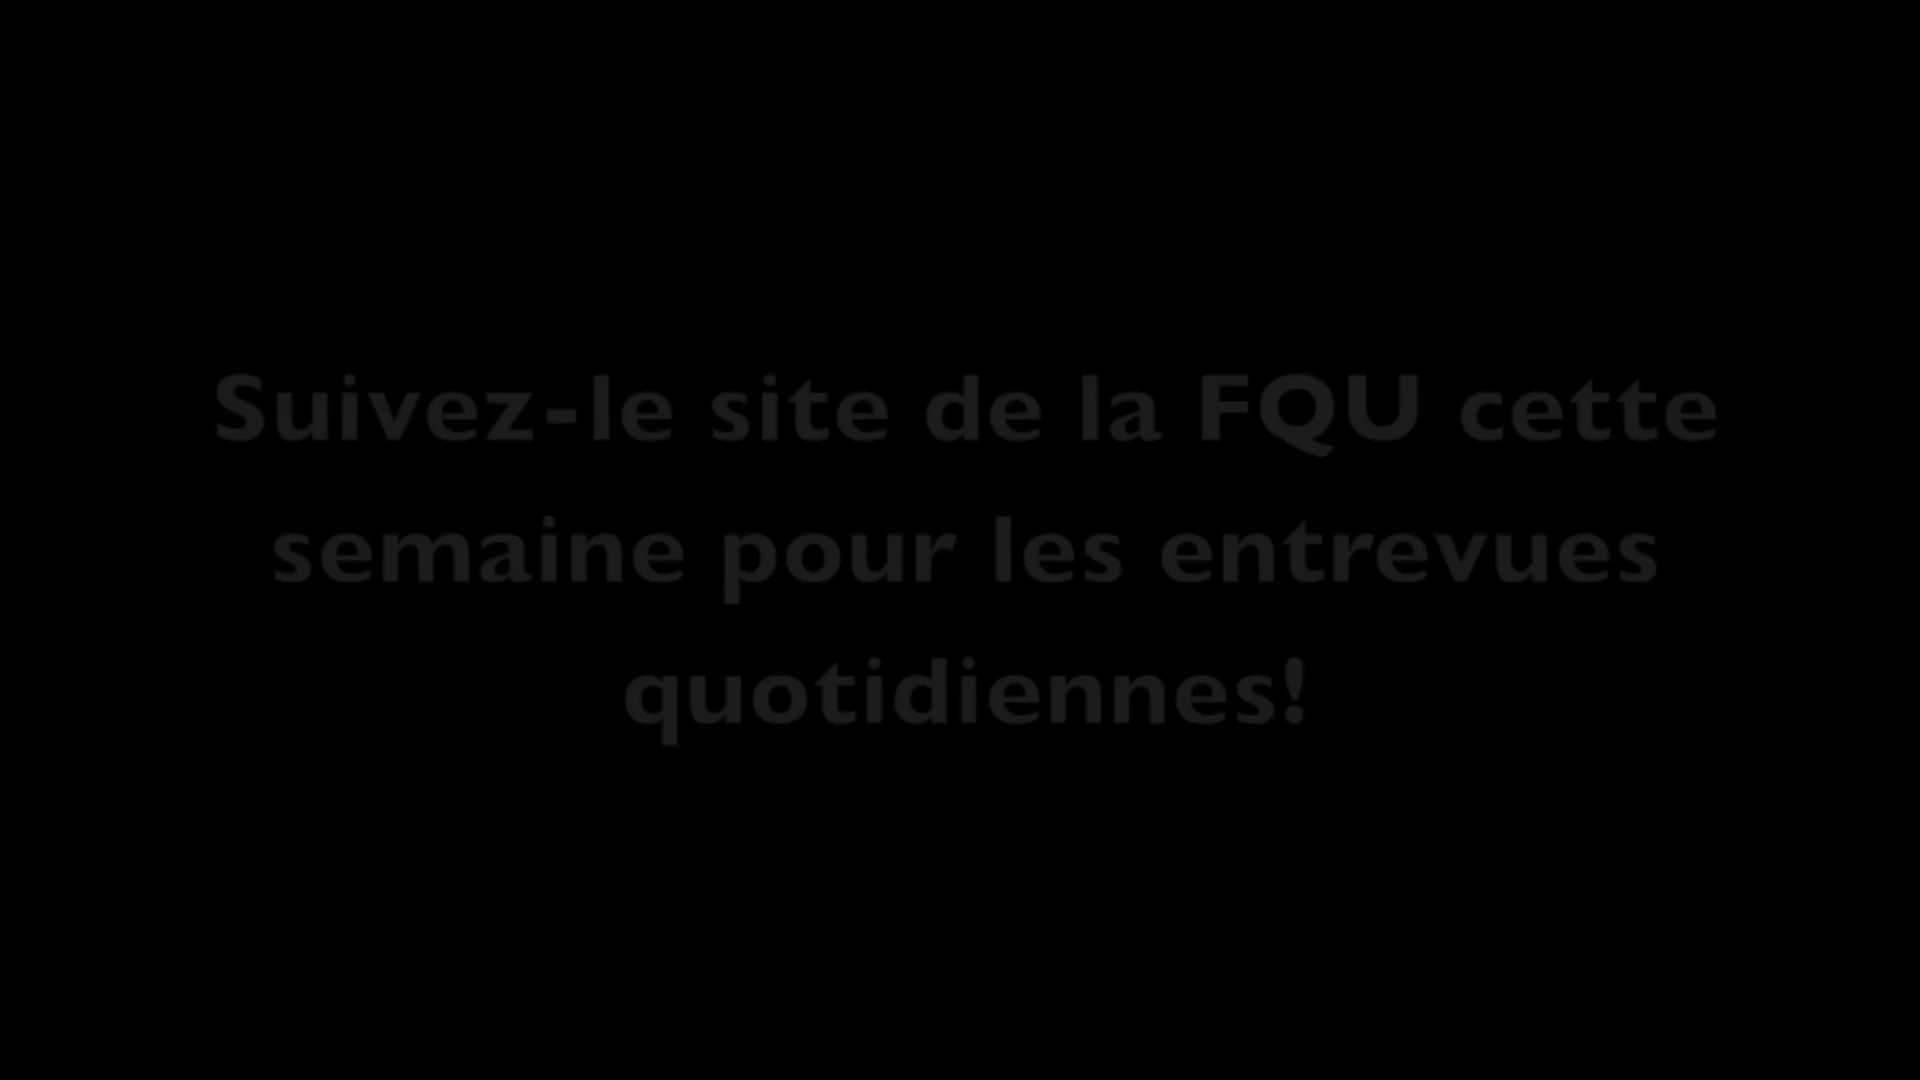 Suivez-le site de la FQU cette
semaine pour les entrevues
quotidiennes!